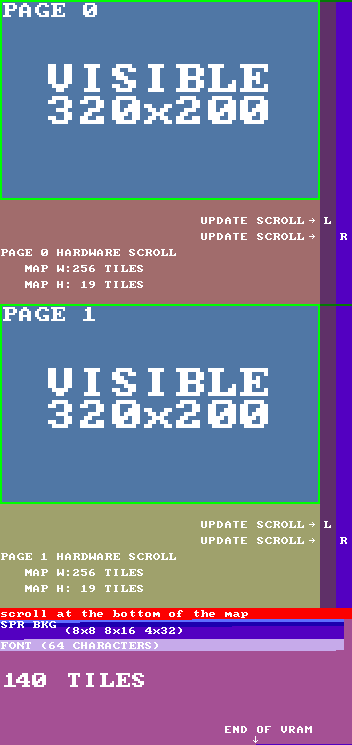 PAGE 0
VISIBLE
320x200
UPDATE SCROLL→ L
UPDATE SCROLL→ R
PAGE 0 HARDWARE SCROLL
MAP W:256 TILES
MAP H: 19 TILES
PAGE 1
VISIBLE
320x200
UPDATE SCROLL→ L
UPDATE SCROLL→ R
PAGE 1 HARDWARE SCROLL
MAP W:256 TILES
MAP H: 19 TILES
scroll at the bottom of the map
SPR BKG (8x8 8x16 4x32)
FONT (64 CHARACTERS)
140 TILES
END OF VRAM
↓